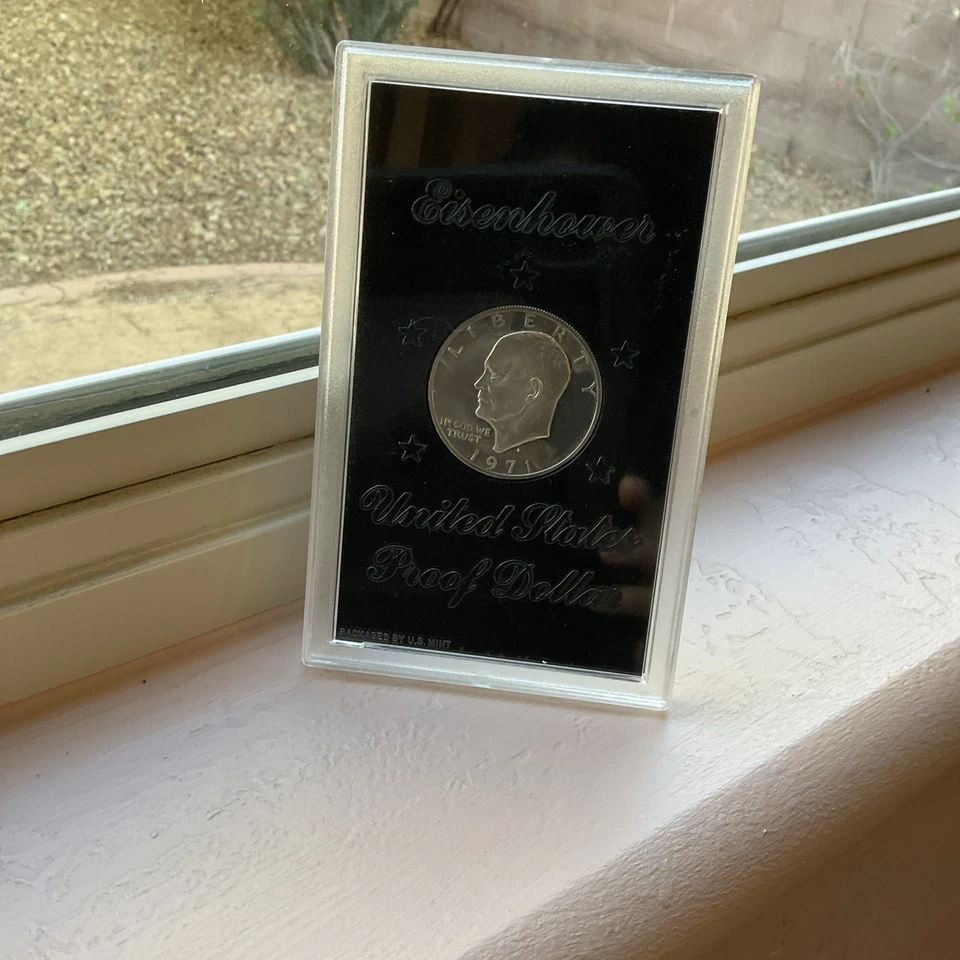 Eisenhower
LIBERTY
IN GOD WE
TRUST
1971
United States
Proof Dollar
PACKAGED BY U.S. MINT